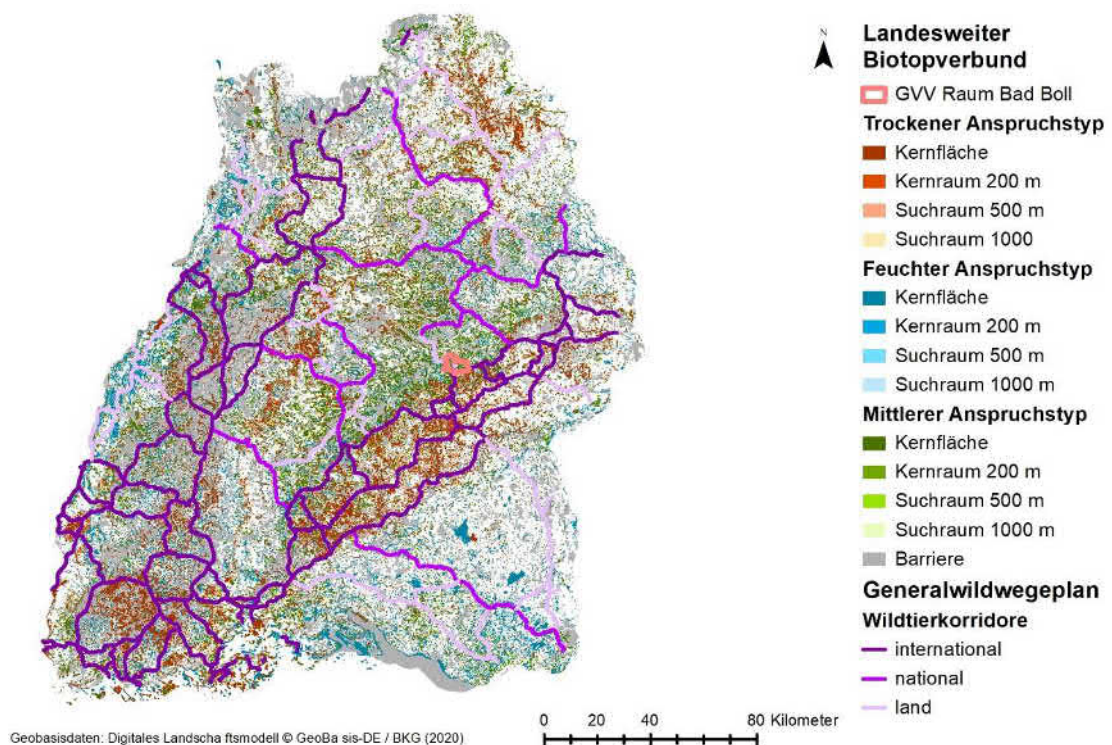 N
Landesweiter
Biotopverbund
GVV Raum Bad Boll
Trockener Anspruchstyp
Kernfläche
Kernraum 200 m
Suchraum 500 m
Suchraum 1000
Feuchter Anspruchstyp
Kernfläche
Kernraum 200 m
Suchraum 500 m
Suchraum 1000 m
Mittlerer Anspruchstyp
Kernfläche
Kernraum 200 m
Suchraum 500 m
Suchraum 1000 m
Barriere
Generalwildwegeplan
Wildtierkorridore
international
national
land
0 20 40 80 Kilometer
Geobasisdaten: Digitales Landscha ftsmodell © GeoBa sis-DE / BKG (2020)